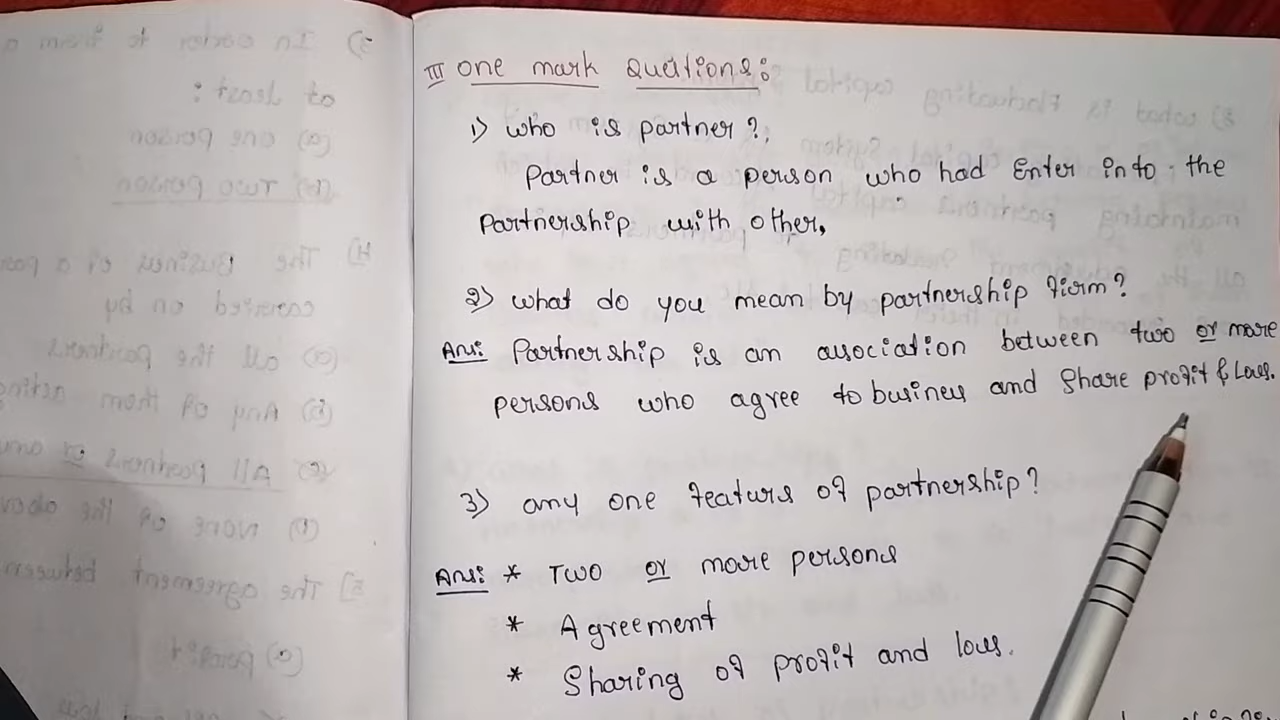 III One mark Quations:
1) who is partner?,
Partner is a person who had Enter into the
Partnership with other,
2) what do you mean by partnership firm?
Ans: Partnership is an association between two or more
persons who agree to business and Share profit & Loss.
3) any one featurs of partnership?
Ans: * Two or more persons
* Agreement
* Sharing of profit and loss.